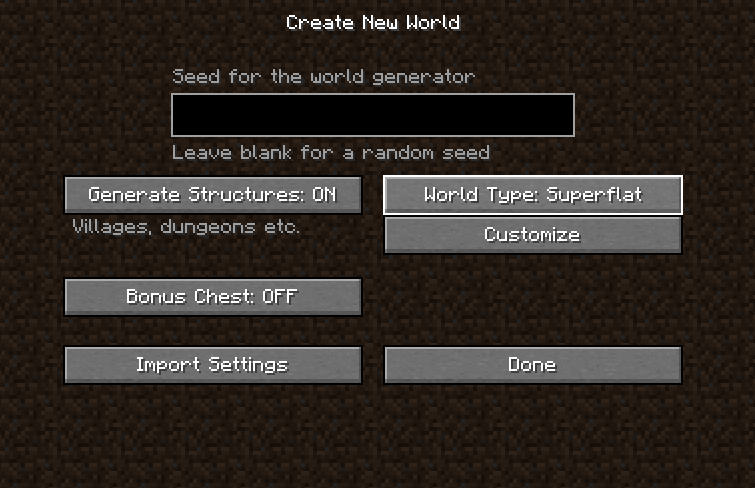 Create New World
Seed for the world generator
Leave blank for a random seed
Generate Structures: ON
World Type: Superflat
Villages, dungeons etc.
Customize
Bonus Chest: OFF
Import Settings
Done